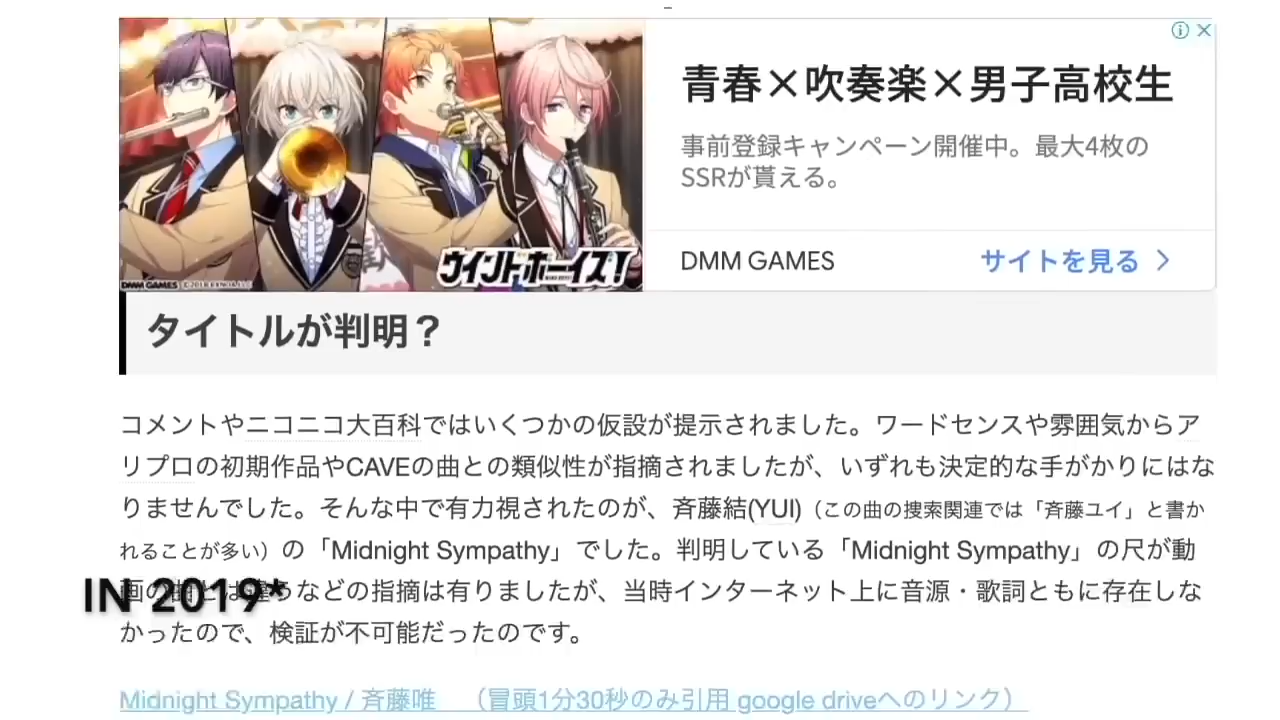 青春×吹奏楽×男子高校生
事前登録キャンペーン開催中。最大4枚の
SSRが貰える。
ウインドボーイズ!
DMM GAMES
DMM GAMES
サイトを見る
タイトルが判明？
コメントやニコニコ大百科ではいくつかの仮設が提示されました。ワードセンスや雰囲気からア
リプロの初期作品やCAVEの曲との類似性が指摘されましたが、いずれも決定的な手がかりにはな
りませんでした。そんな中で有力視されたのが、斉藤結(YUI)（この曲の捜索関連では「斉藤ユイ」と書か
れることが多い）の「Midnight Sympathy」でした。判明している「Midnight Sympathy」の尺が動
画の曲とは違うなどの指摘は有りましたが、当時インターネット上に音源・歌詞ともに存在しな
IN 2019*
かったので、検証が不可能だったのです。
Midnight Sympathy / 斉藤唯　（冒頭1分30秒のみ引用 google driveへのリンク）